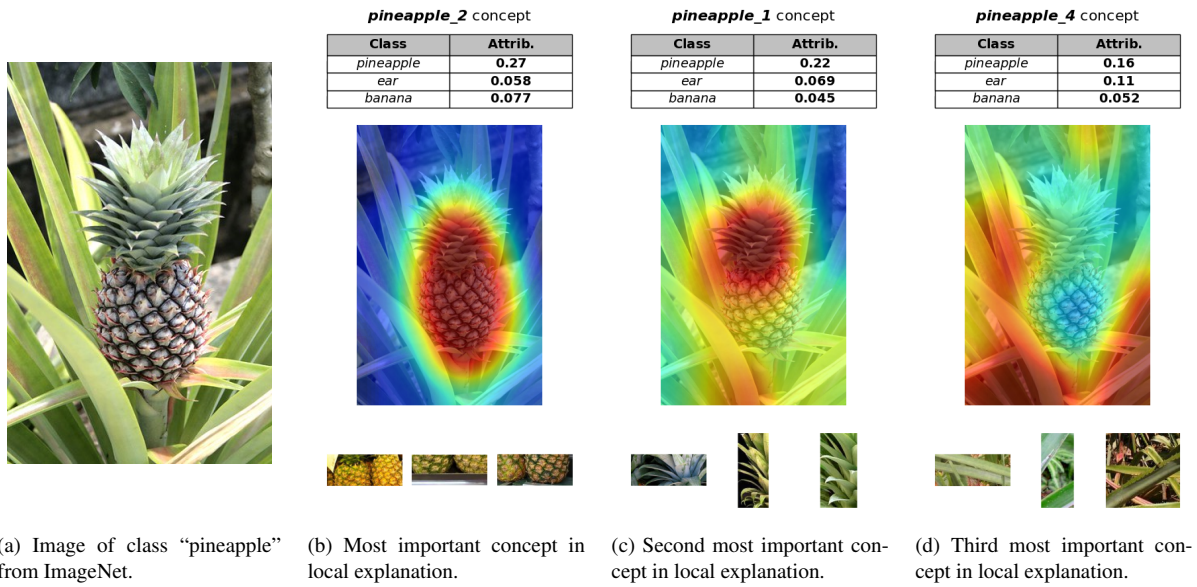 pineapple_2 concept
Class Attrib.
pineapple 0.27
ear 0.058
banana 0.077
pineapple_1 concept
Class Attrib.
pineapple 0.22
ear 0.069
banana 0.045
pineapple_4 concept
Class Attrib.
pineapple 0.16
ear 0.11
banana 0.052
(a) Image of class “pineapple”
from ImageNet.
(b) Most important concept in
local explanation.
(c) Second most important con-
cept in local explanation.
(d) Third most important con-
cept in local explanation.